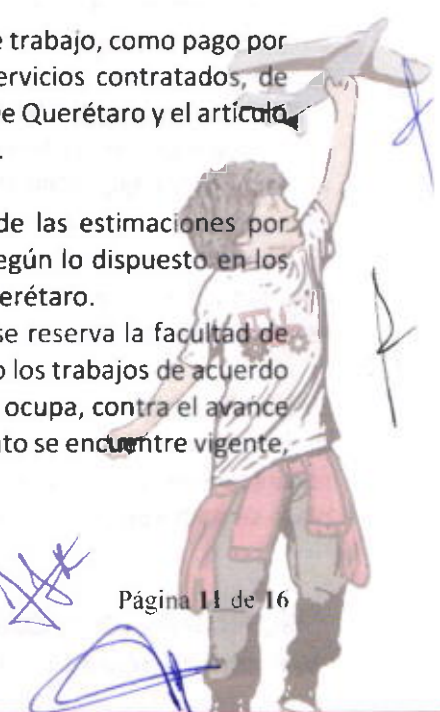 e trabajo, como pago por
ervicios contratados, de
e Querétaro y el artículo
.
de las estimaciones por
egún lo dispuesto en los
erétaro.
se reserva la facultad de
o los trabajos de acuerdo
ocupa, contra el avance
ato se encuentre vigente,
Página 11 de 16